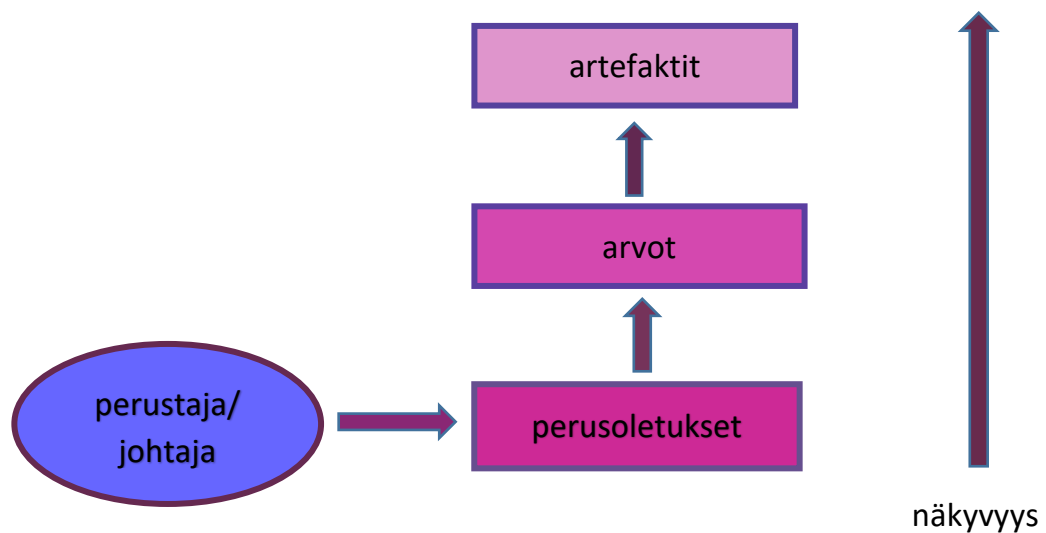 artefaktit
arvot
perustaja/
johtaja
perusoletukset
näkyvyys